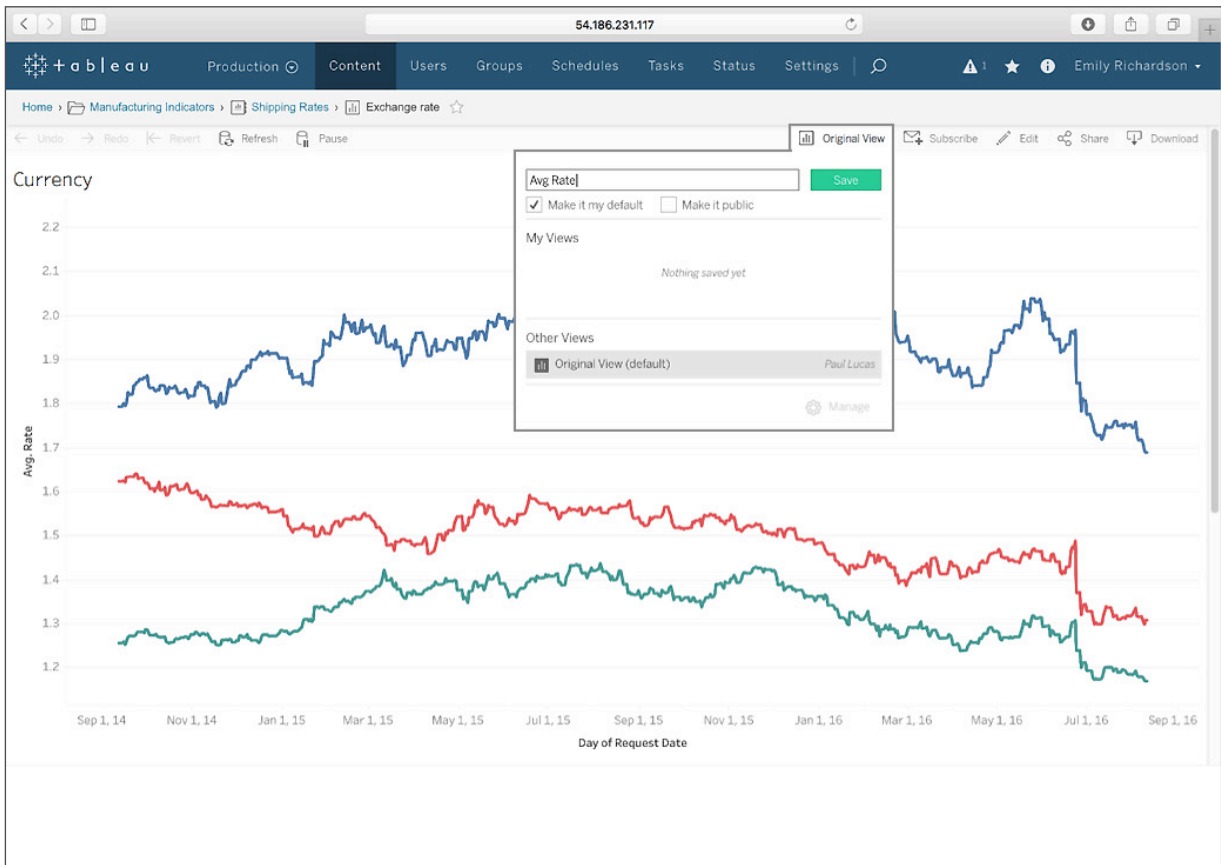 54.186.231.117
+ableau Production Content Users Groups Schedules Tasks Status Settings 1 Emily Richardson
Home › Manufacturing Indicators › Shipping Rates › Exchange rate
Undo Redo Revert Refresh Pause Original View Subscribe Edit Share Download
Currency
Avg Rate Save
Make it my default Make it public
My Views
Nothing saved yet
Other Views
Original View (default) Paul Lucas
Manage
2.2
2.1
2.0
1.9
1.8
1.7
1.6
1.5
1.4
1.3
1.2
Avg. Rate
Sep 1, 14 Nov 1, 14 Jan 1, 15 Mar 1, 15 May 1, 15 Jul 1, 15 Sep 1, 15 Nov 1, 15 Jan 1, 16 Mar 1, 16 May 1, 16 Jul 1, 16 Sep 1, 16
Day of Request Date